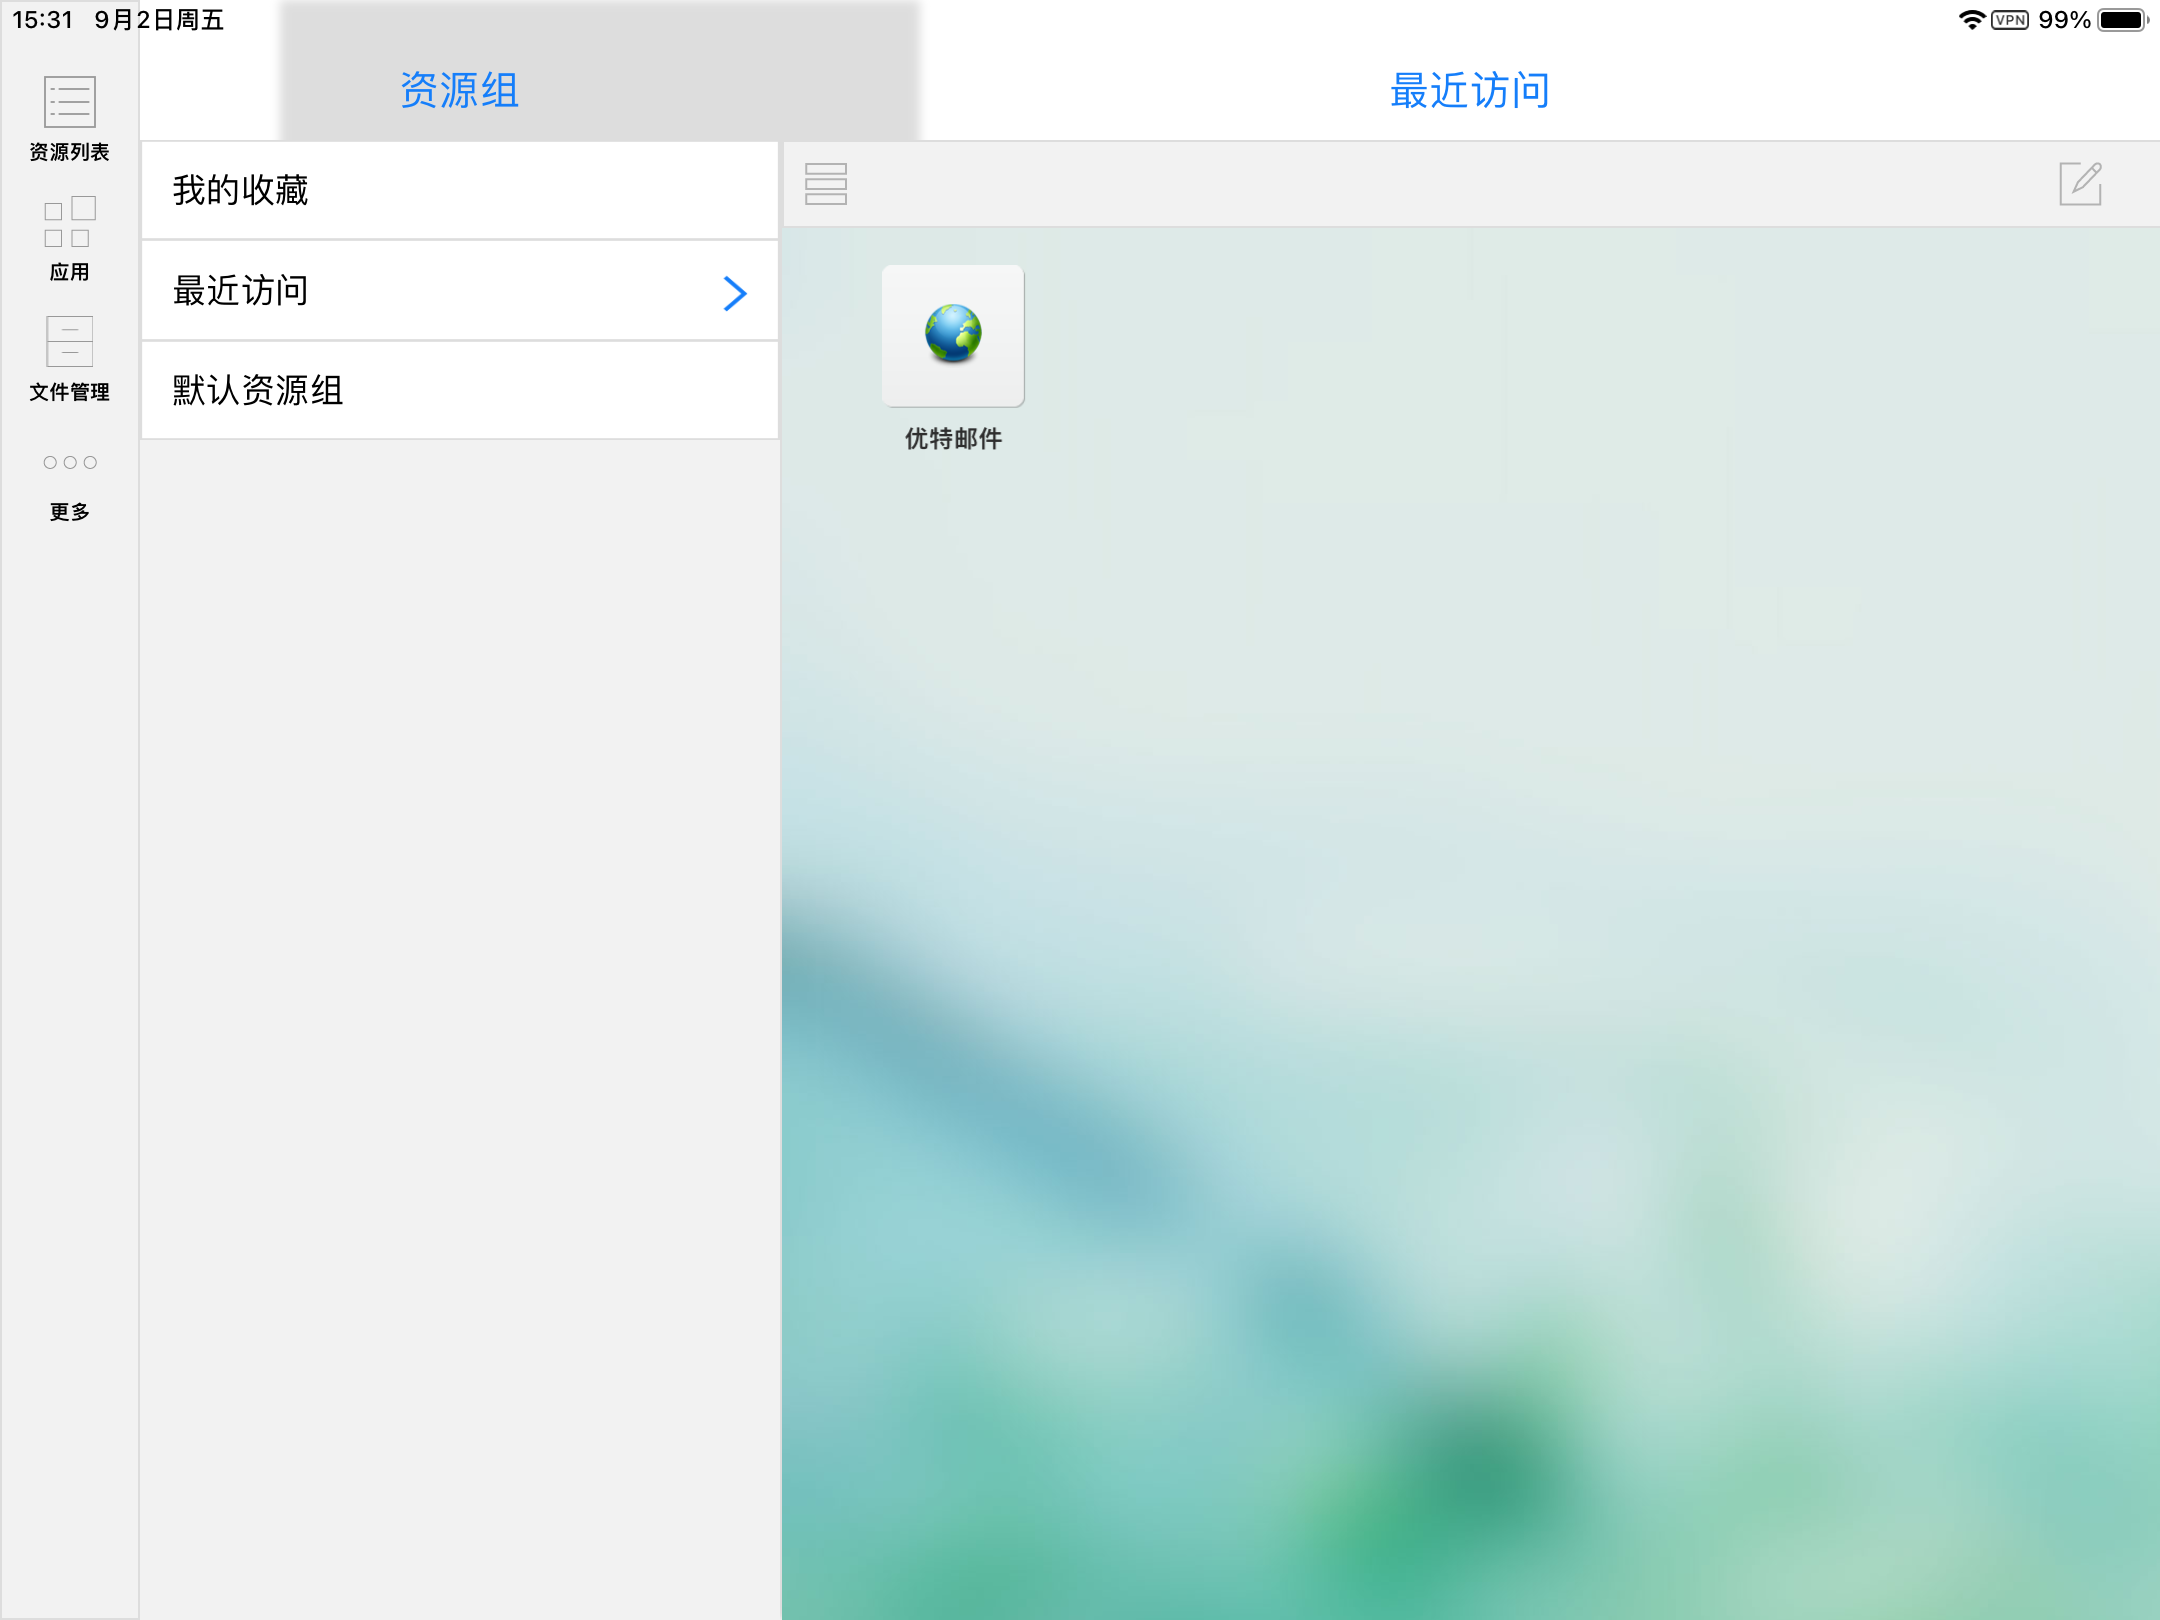 15:31 9月2日周五
VPN 99%
资源组
最近访问
资源列表
应用
文件管理
更多
我的收藏
最近访问
默认资源组
优特邮件